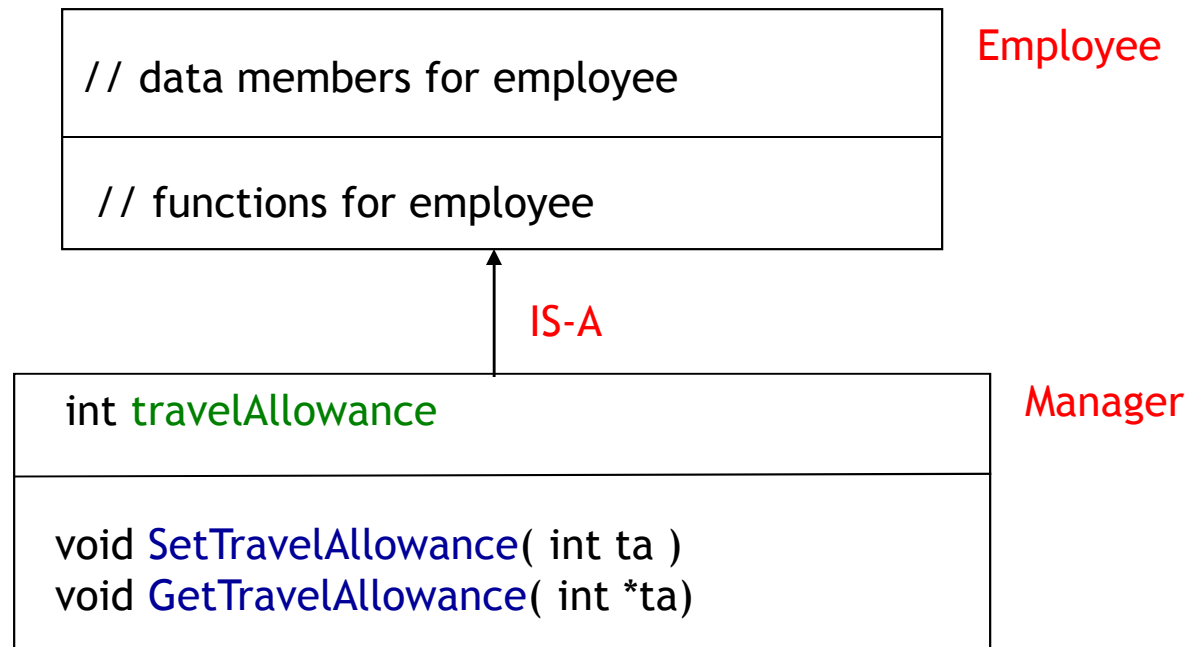 Employee
// data members for employee
// functions for employee
IS-A
int travelAllowance
Manager
void SetTravelAllowance( int ta )
void GetTravelAllowance( int *ta)